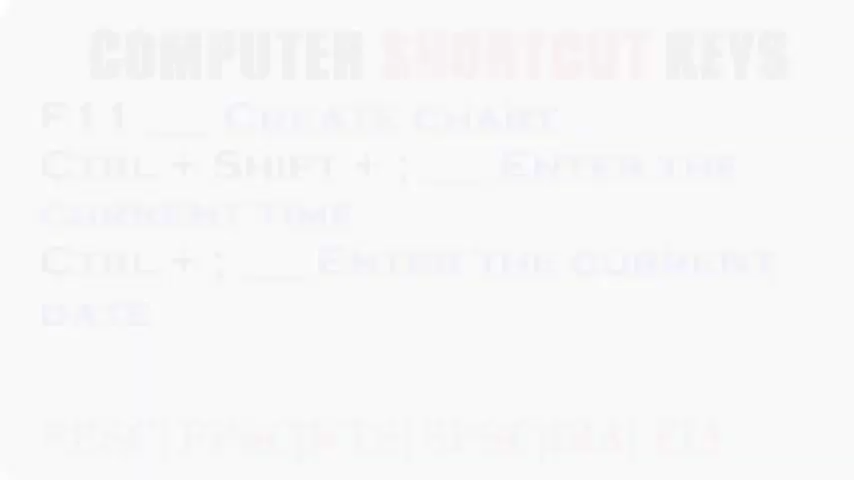 COMPUTER SHORTCUT KEYS
F11 ___ CREATE CHART
CTRL + SHIFT + ; ___ ENTER THE
CURRENT TIME
CTRL + ; ___ ENTER THE CURRENT
DATE